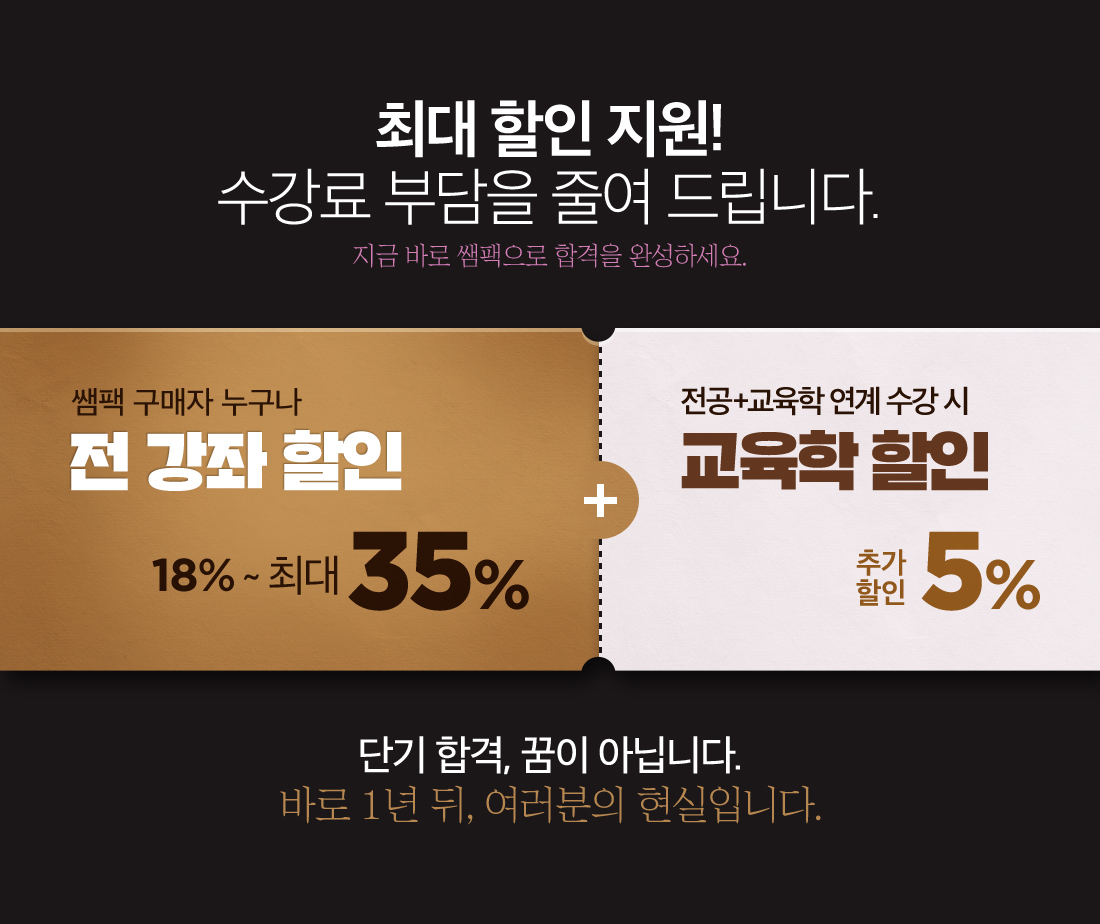 최대 할인 지원!
수강료 부담을 줄여 드립니다.
지금 바로 쌤팩으로 합격을 완성하세요.
쌤팩 구매자 누구나
전 강좌 할인
18% ~ 최대 35%
+
전공+교육학 연계 수강 시
교육학 할인
추가
할인 5%
단기 합격, 꿈이 아닙니다.
바로 1년 뒤, 여러분의 현실입니다.